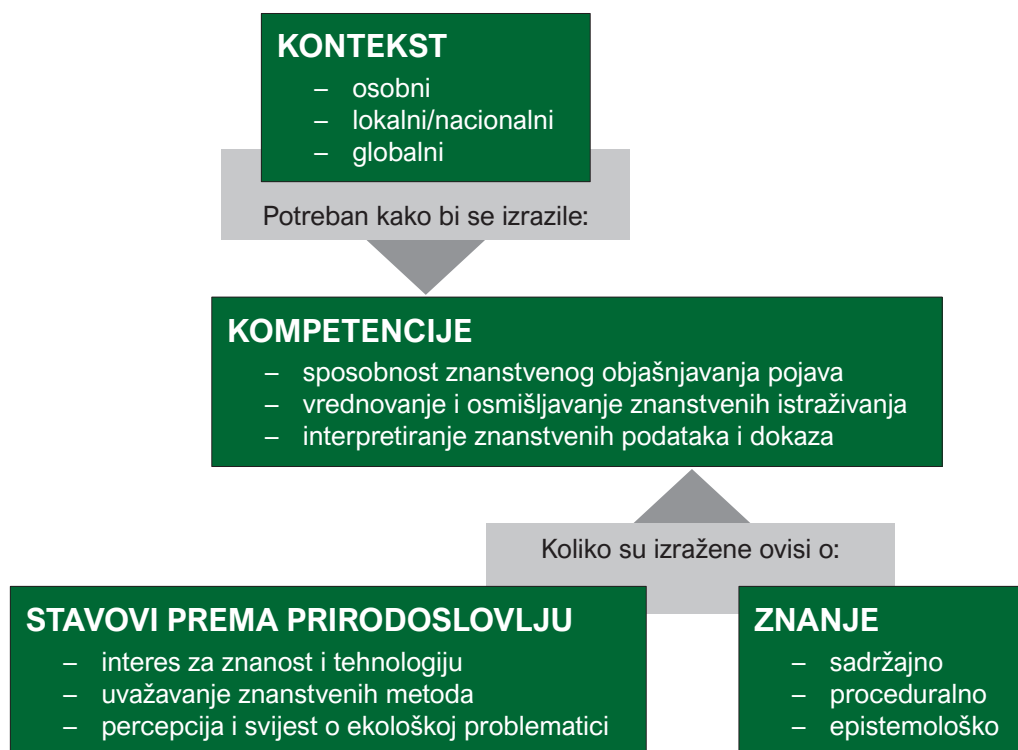 KONTEKST
– osobni
– lokalni/nacionalni
– globalni
Potreban kako bi se izrazile:
KOMPETENCIJE
– sposobnost znanstvenog objašnjavanja pojava
– vrednovanje i osmišljavanje znanstvenih istraživanja
– interpretiranje znanstvenih podataka i dokaza
Koliko su izražene ovisi o:
STAVOVI PREMA PRIRODOSLOVLJU
– interes za znanost i tehnologiju
– uvažavanje znanstvenih metoda
– percepcija i svijest o ekološkoj problematici
ZNANJE
– sadržajno
– proceduralno
– epistemološko